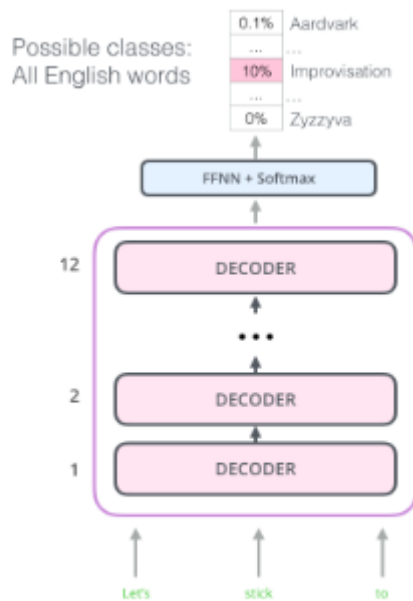 Possible classes:
All English words
0.1% Aardvark
... ...
10% Improvisation
... ...
0% Zyzzyva
FFNN + Softmax
12 DECODER
...
2 DECODER
1 DECODER
Let's stick to